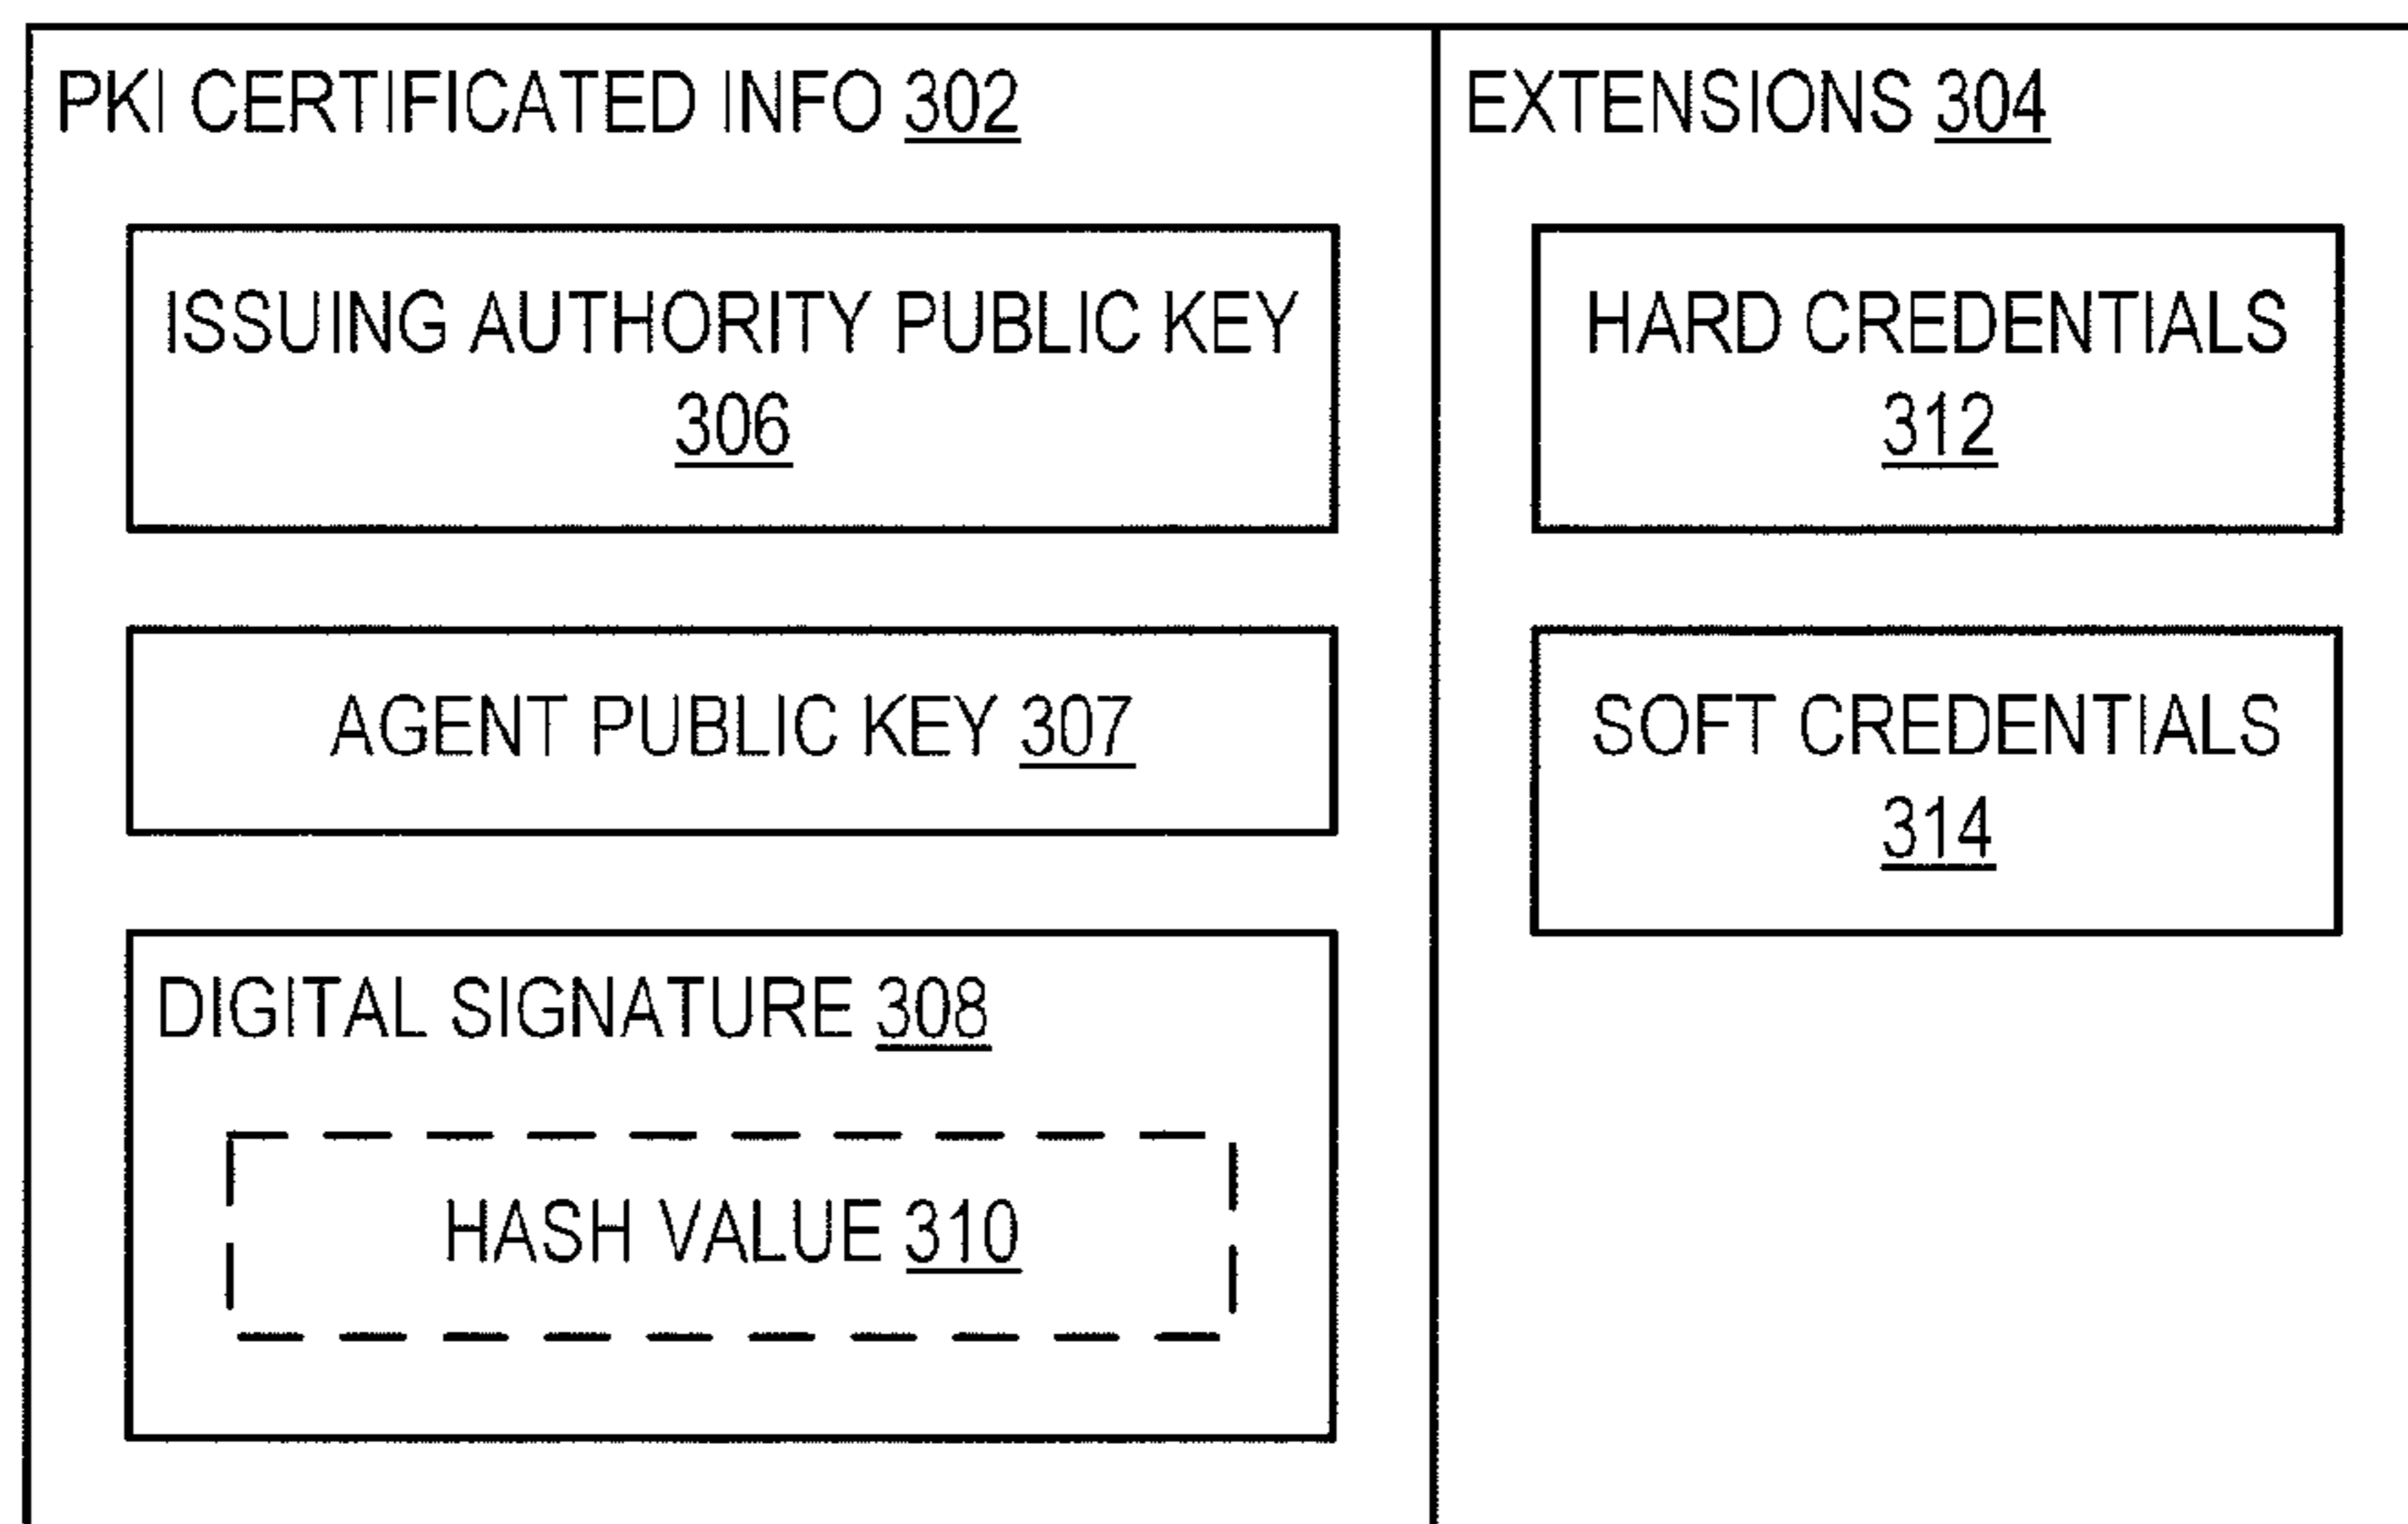 PKI CERTIFICATED INFO 302
ISSUING AUTHORITY PUBLIC KEY
306
AGENT PUBLIC KEY 307
DIGITAL SIGNATURE 308
HASH VALUE 310
EXTENSIONS 304
HARD CREDENTIALS
312
SOFT CREDENTIALS
314